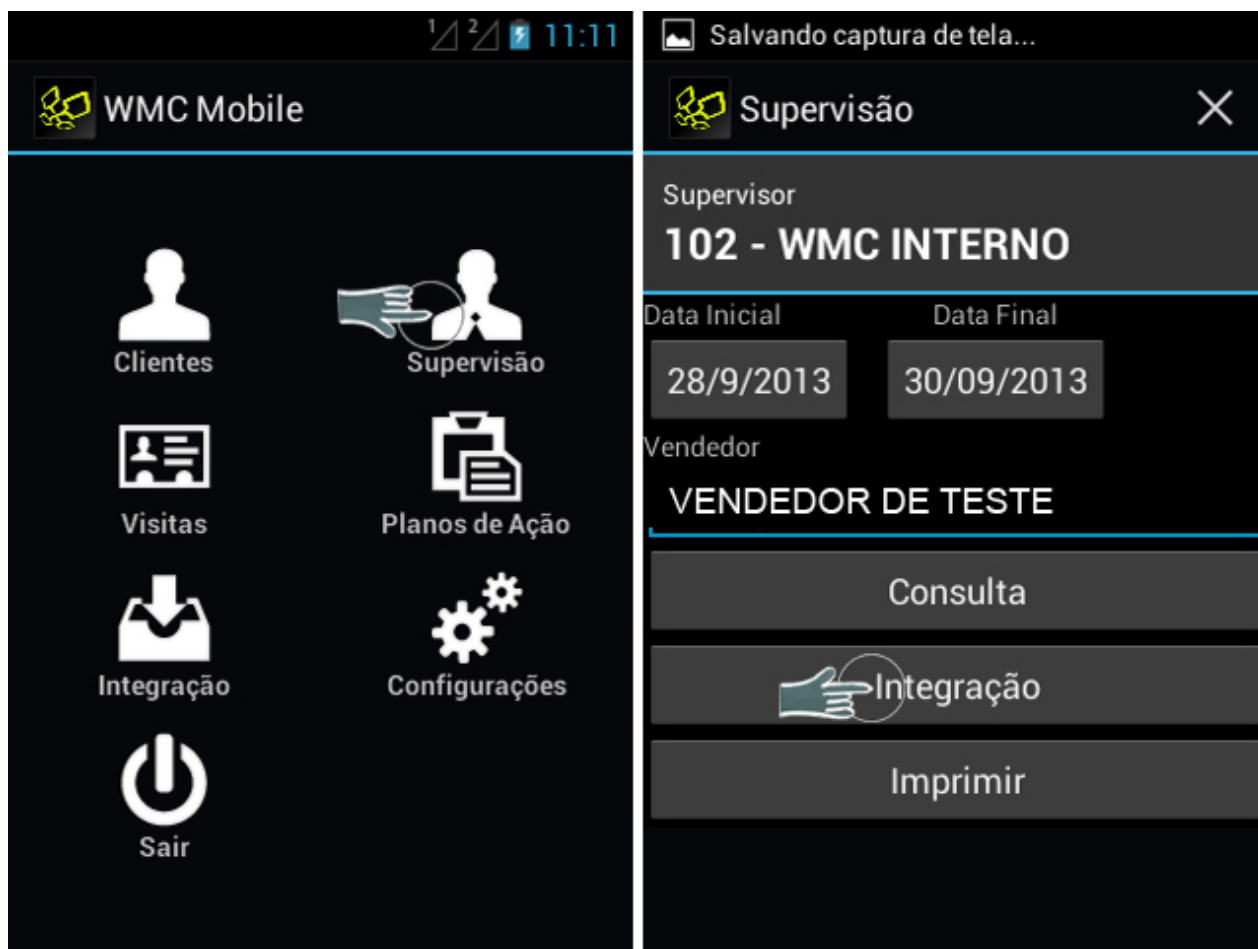 1 2 11:11
WMC Mobile
Clientes Supervisão
Visitas Planos de Ação
Integração Configurações
Sair
Salvando captura de tela...
Supervisão
Supervisor
102 - WMC INTERNO
Data Inicial Data Final
28/9/2013 30/09/2013
Vendedor
VENDEDOR DE TESTE
Consulta
Integração
Imprimir